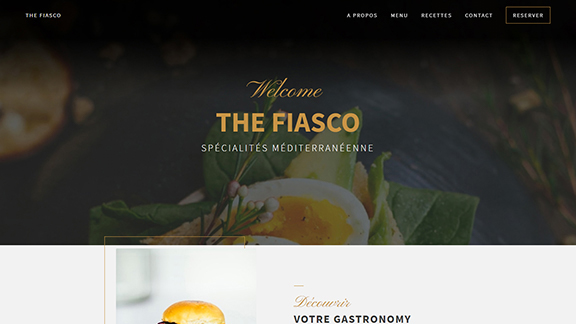 THE FIASCO
A PROPOS MENU RECETTES CONTACT RESERVER
Welcome
THE FIASCO
SPÉCIALITÉS MÉDITERRANÉENNE
Découvrir
VOTRE GASTRONOMY